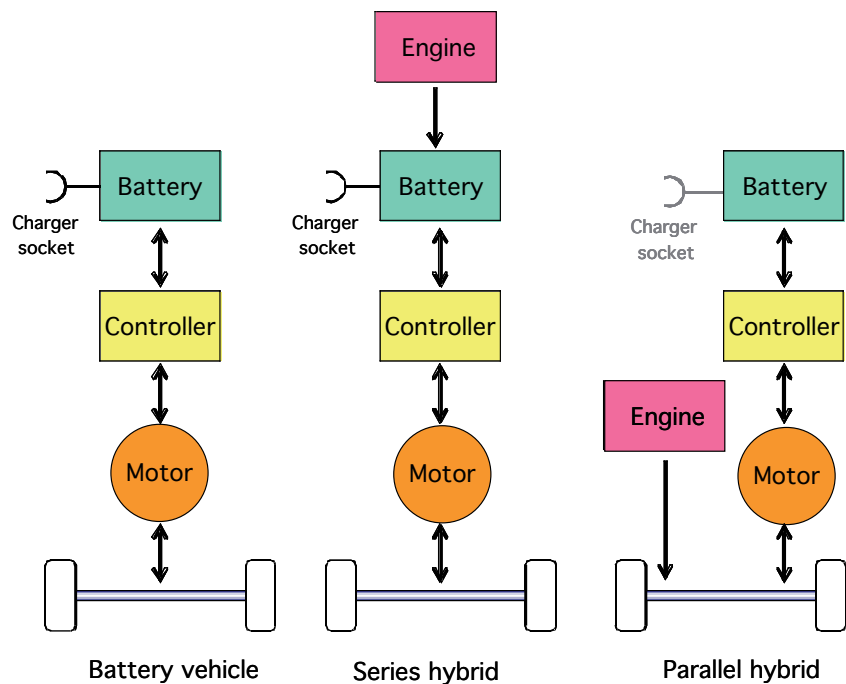 Engine
Battery
Battery
Battery
Charger
socket
Charger
socket
Charger
socket
Controller
Controller
Controller
Engine
Motor
Motor
Motor
Battery vehicle
Series hybrid
Parallel hybrid